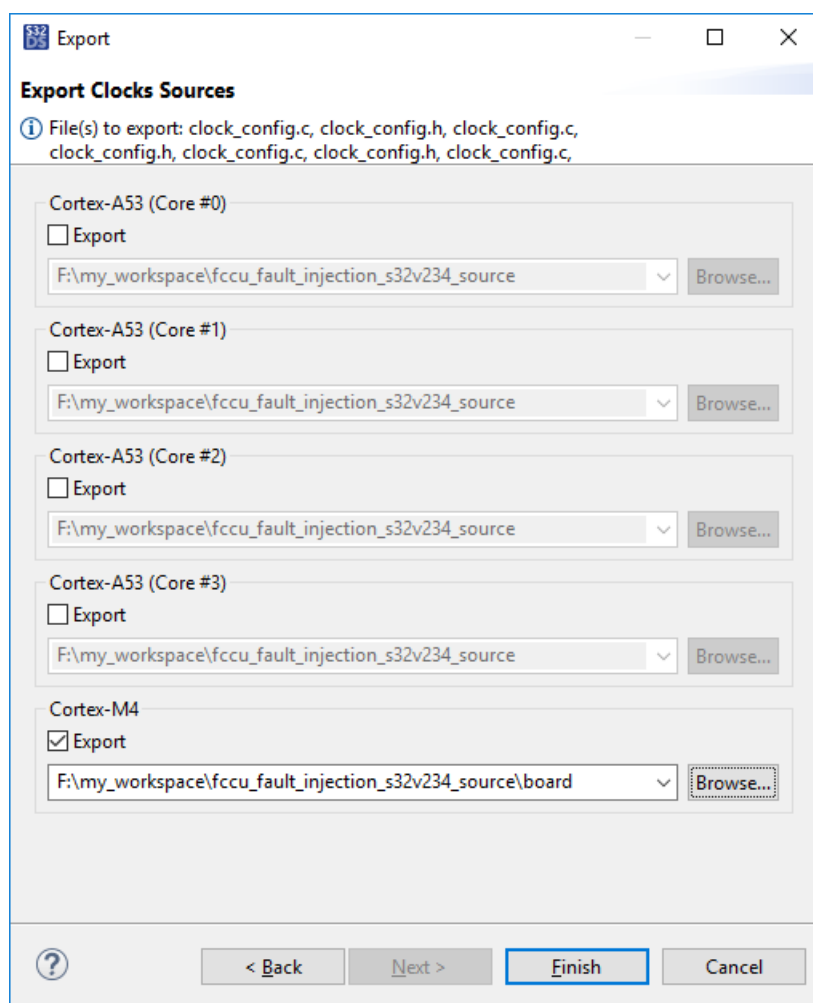 S32
DS
Export
Export Clocks Sources
File(s) to export: clock_config.c, clock_config.h, clock_config.c,
clock_config.h, clock_config.c, clock_config.h, clock_config.c,
Cortex-A53 (Core #0)
Export
F:\my_workspace\fccu_fault_injection_s32v234_source
Browse...
Cortex-A53 (Core #1)
Export
F:\my_workspace\fccu_fault_injection_s32v234_source
Browse...
Cortex-A53 (Core #2)
Export
F:\my_workspace\fccu_fault_injection_s32v234_source
Browse...
Cortex-A53 (Core #3)
Export
F:\my_workspace\fccu_fault_injection_s32v234_source
Browse...
Cortex-M4
Export
F:\my_workspace\fccu_fault_injection_s32v234_source\board
Browse...
? < Back Next > Finish Cancel